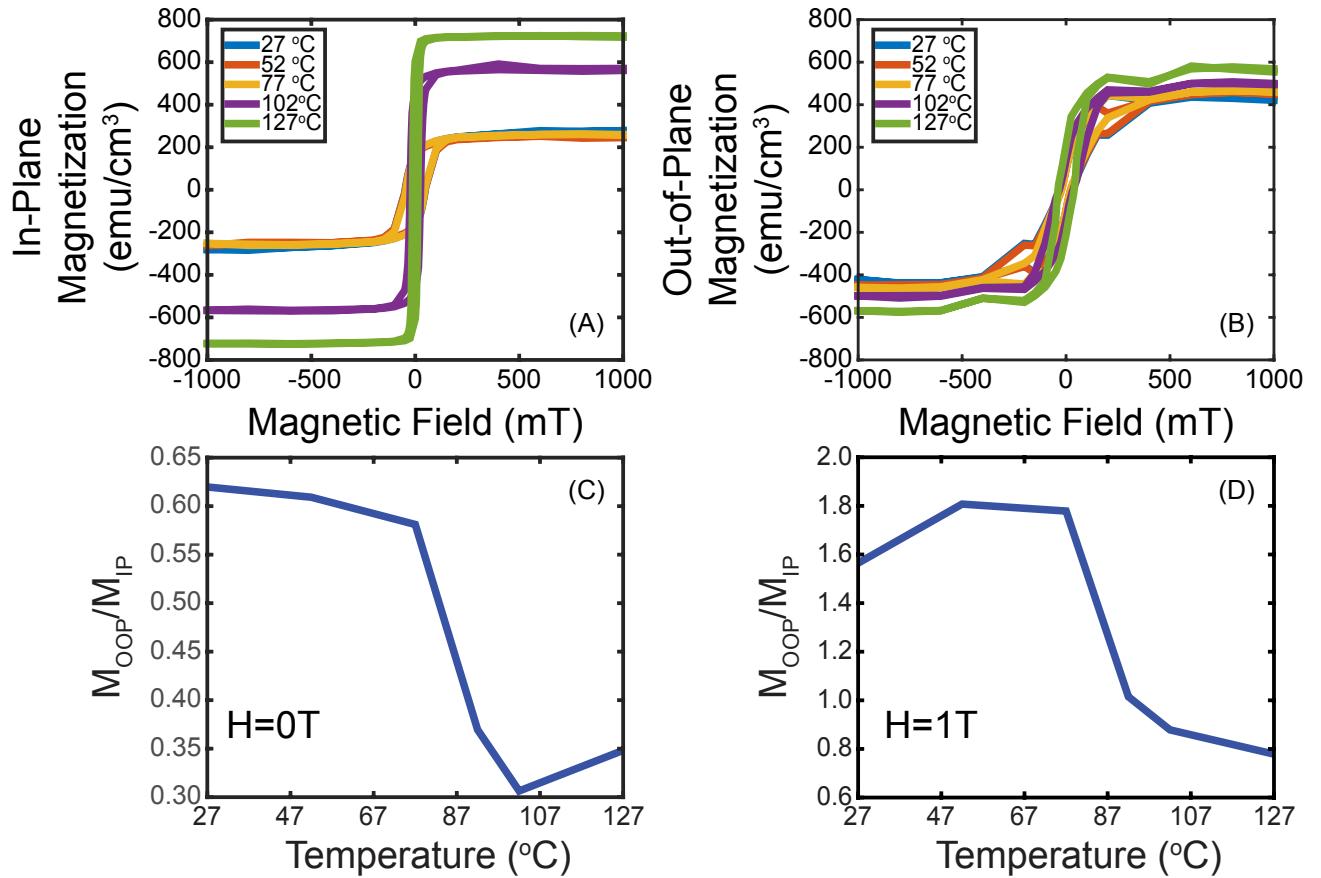 In-Plane
Magnetization
(emu/cm³)
800
600
400
200
0
-200
-400
-600
-800
27 °C
52 °C
77 °C
102°C
127°C
(A)
-1000 -500 0 500 1000
Magnetic Field (mT)
Out-of-Plane
Magnetization
(emu/cm³)
800
600
400
200
0
-200
-400
-600
-800
27 °C
52 °C
77 °C
102°C
127°C
(B)
-1000 -500 0 500 1000
Magnetic Field (mT)
M_OOP/M_IP
0.65
0.60
0.55
0.50
0.45
0.40
0.35
0.30
(C)
H=0T
27 47 67 87 107 127
Temperature (°C)
M_OOP/M_IP
2.0
1.8
1.6
1.4
1.2
1.0
0.8
0.6
(D)
H=1T
27 47 67 87 107 127
Temperature (°C)